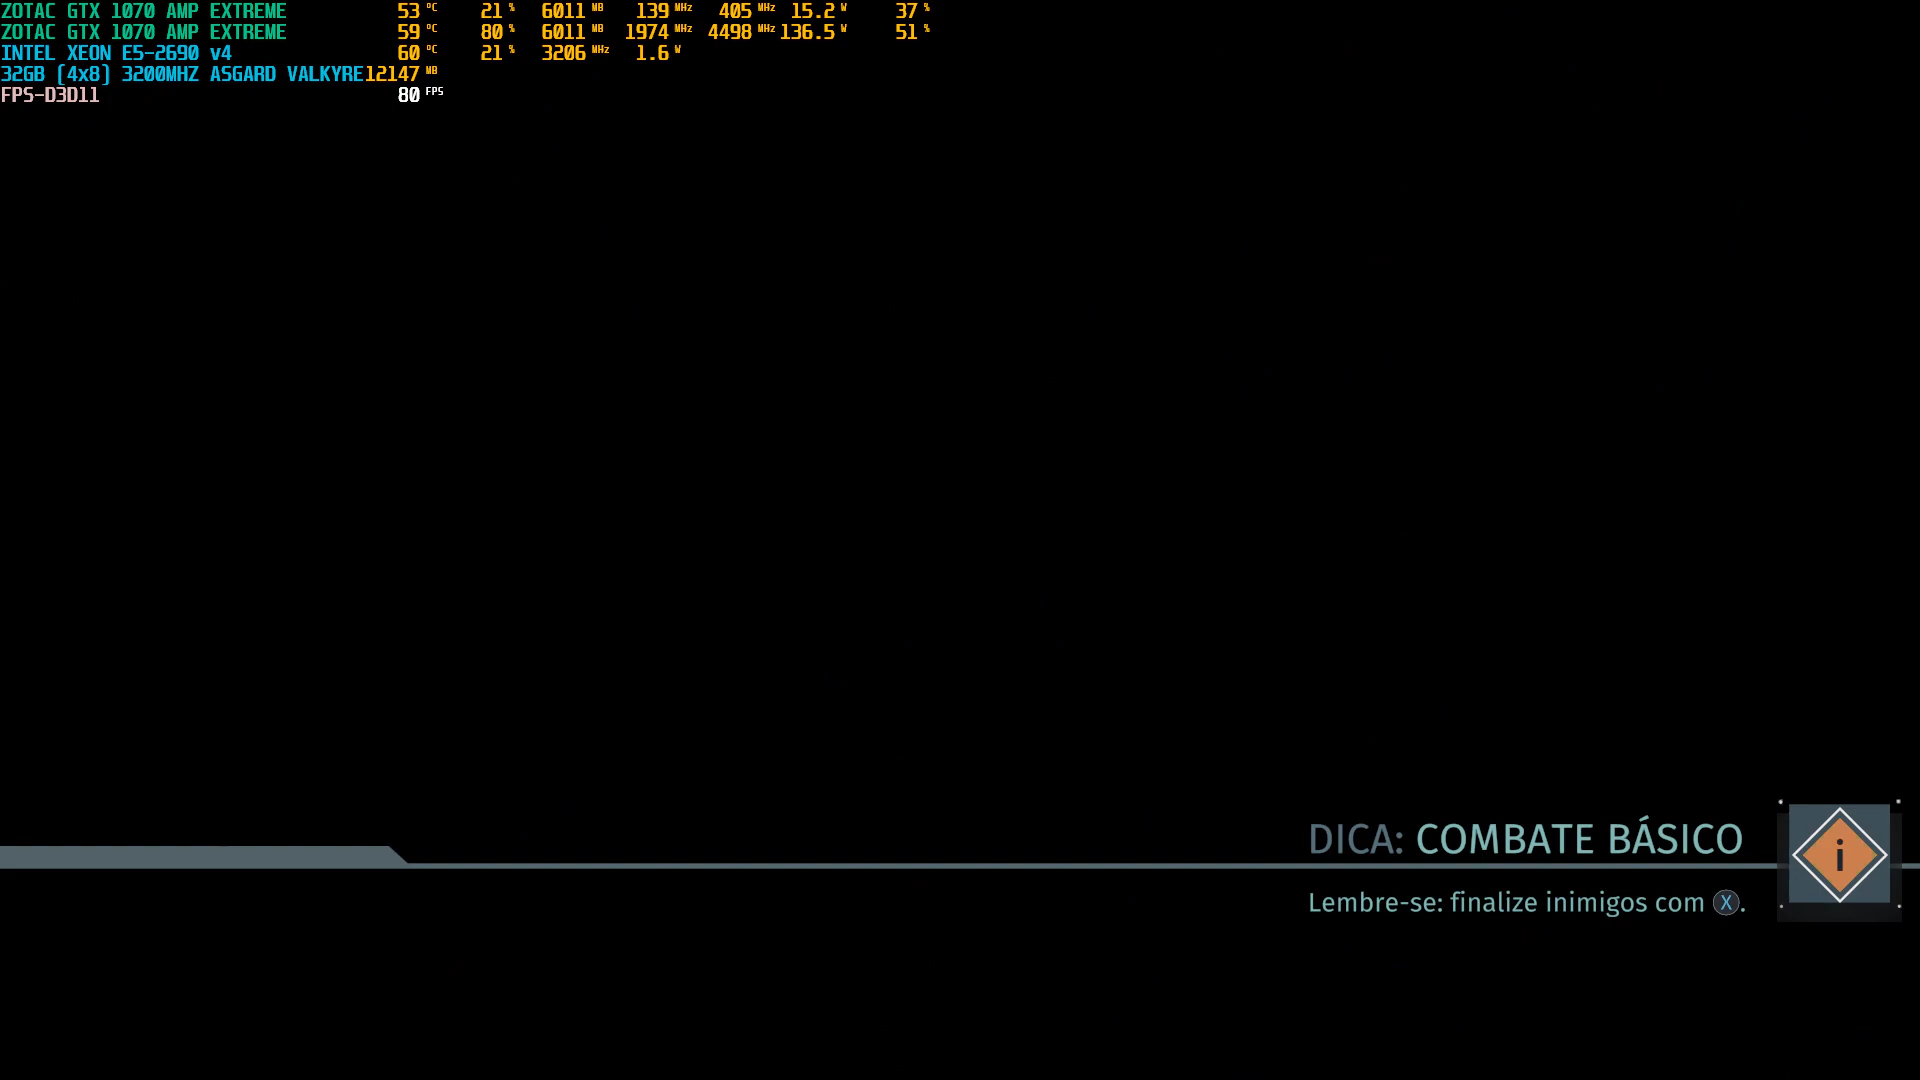 ZOTAC GTX 1070 AMP EXTREME 53 °C 21 % 6011 MB 139 MHz 405 MHz 15.2 W 37 %
ZOTAC GTX 1070 AMP EXTREME 59 °C 80 % 6011 MB 1974 MHz 4498 MHz 136.5 W 51 %
INTEL XEON E5-2690 v4 60 °C 21 % 3206 MHz 1.6 W
32GB [4x8] 3200MHZ ASGARD VALKYRE12147 MB
FPS-D3D11 80 FPS
DICA: COMBATE BÁSICO
i
Lembre-se: finalize inimigos com X.